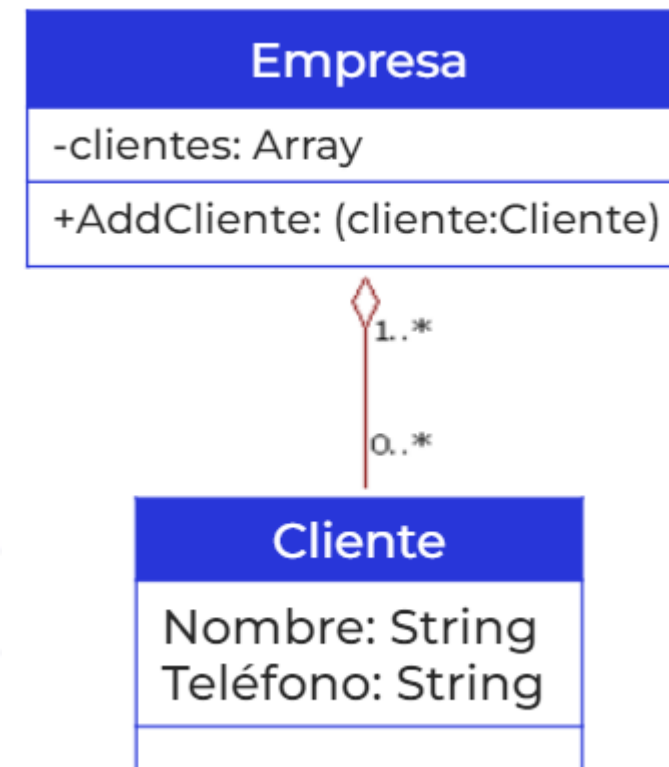 Empresa
-clientes: Array
+AddCliente: (cliente:Cliente)
1..*
0..*
Cliente
Nombre: String
Teléfono: String